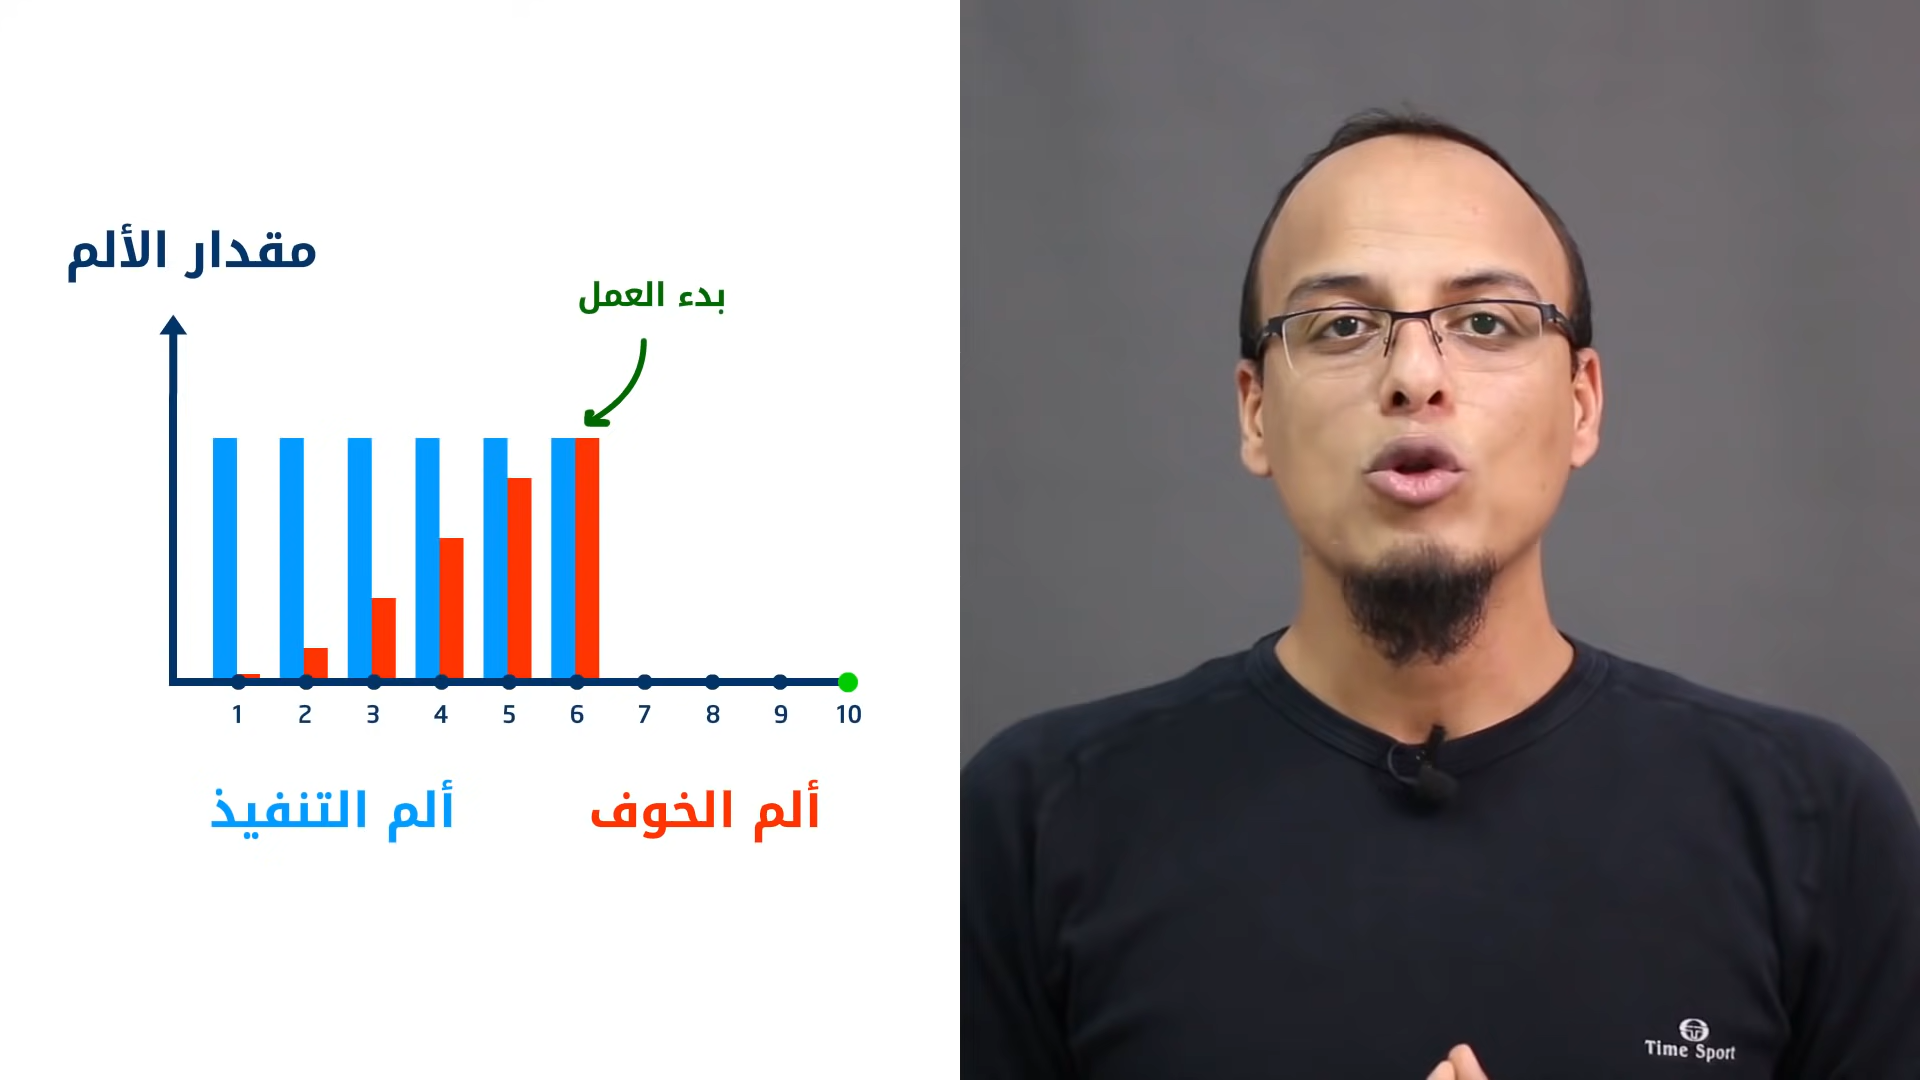 مقدار الألم
بدء العمل
1 2 3 4 5 6 7 8 9 10
ألم التنفيذ
ألم الخوف
Time Sport